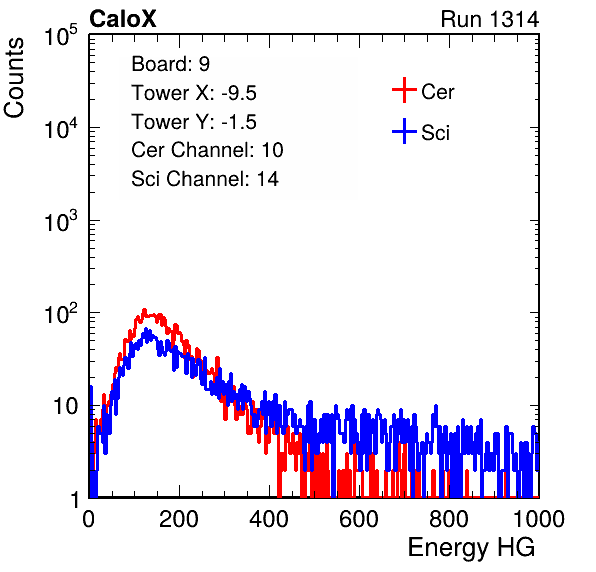 CaloX Run 1314
Counts
Board: 9
Tower X: -9.5
Tower Y: -1.5
Cer Channel: 10
Sci Channel: 14
Cer
Sci
10^5
10^4
10^3
10^2
10
1
0 200 400 600 800 1000
Energy HG